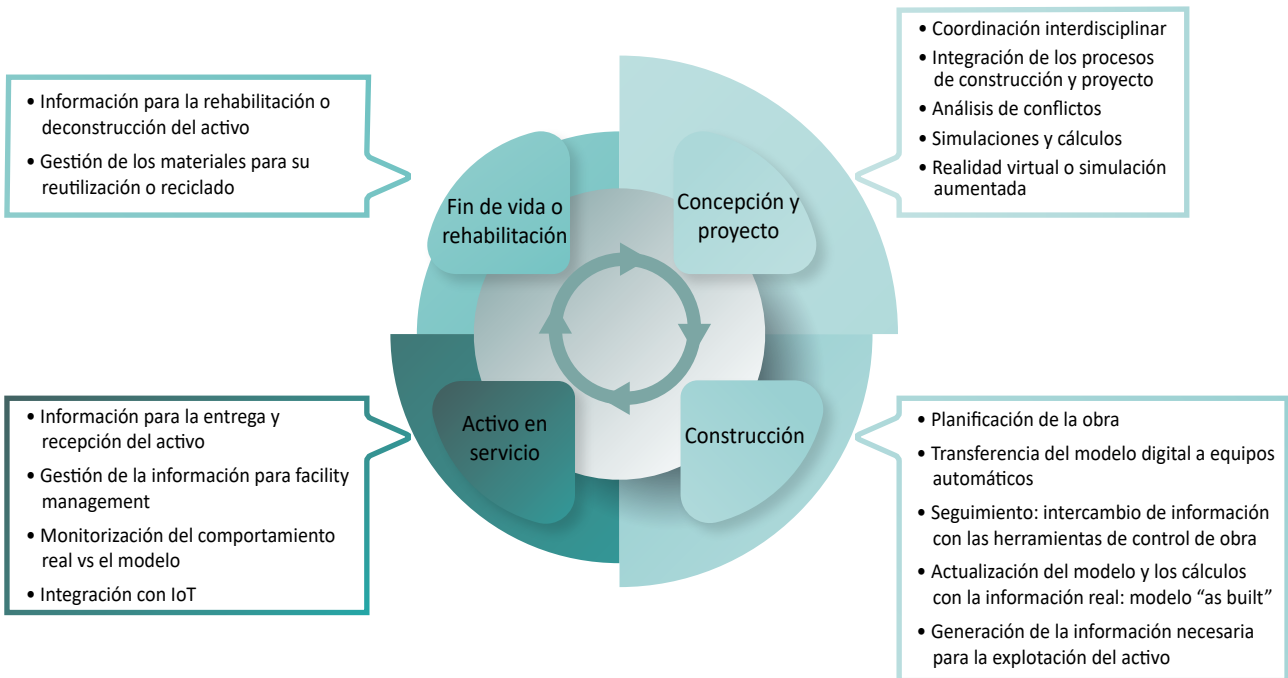 • Información para la rehabilitación o
deconstrucción del activo
• Gestión de los materiales para su
reutilización o reciclado
Fin de vida o
rehabilitación
Concepción y
proyecto
• Coordinación interdisciplinar
• Integración de los procesos
de construcción y proyecto
• Análisis de conflictos
• Simulaciones y cálculos
• Realidad virtual o simulación
aumentada
• Información para la entrega y
recepción del activo
• Gestión de la información para facility
management
• Monitorización del comportamiento
real vs el modelo
• Integración con IoT
Activo en
servicio
Construcción
• Planificación de la obra
• Transferencia del modelo digital a equipos
automáticos
• Seguimiento: intercambio de información
con las herramientas de control de obra
• Actualización del modelo y los cálculos
con la información real: modelo “as built”
• Generación de la información necesaria
para la explotación del activo